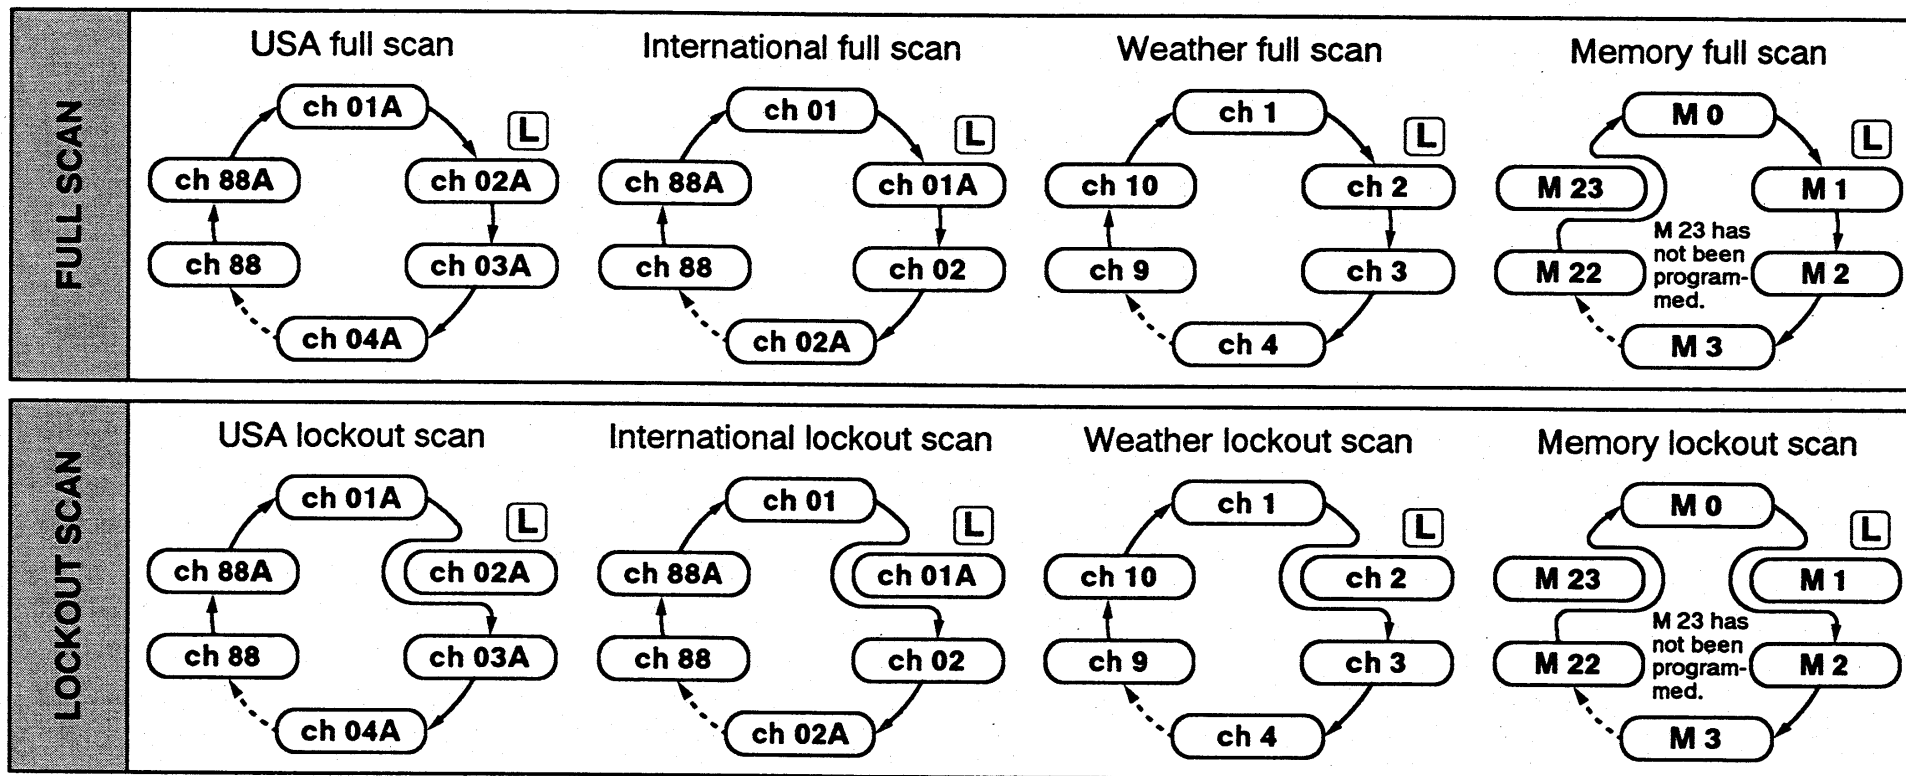 FULL SCAN
USA full scan
ch 01A
L
ch 88A
ch 02A
ch 88
ch 03A
ch 04A
International full scan
ch 01
L
ch 88A
ch 01A
ch 88
ch 02
ch 02A
Weather full scan
ch 1
L
ch 10
ch 2
ch 9
ch 3
ch 4
Memory full scan
M 0
L
M 23
M 1
M 23 has
not been
program-
med.
M 22
M 2
M 3
LOCKOUT SCAN
USA lockout scan
ch 01A
L
ch 88A
ch 02A
ch 88
ch 03A
ch 04A
International lockout scan
ch 01
L
ch 88A
ch 01A
ch 88
ch 02
ch 02A
Weather lockout scan
ch 1
L
ch 10
ch 2
ch 9
ch 3
ch 4
Memory lockout scan
M 0
L
M 23
M 1
M 23 has
not been
program-
med.
M 22
M 2
M 3